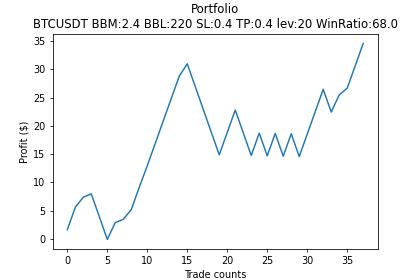 Portfolio
BTCUSDT BBM:2.4 BBL:220 SL:0.4 TP:0.4 lev:20 WinRatio:68.0
35
30
25
20
15
10
5
0
Profit ($)
0 5 10 15 20 25 30 35
Trade counts